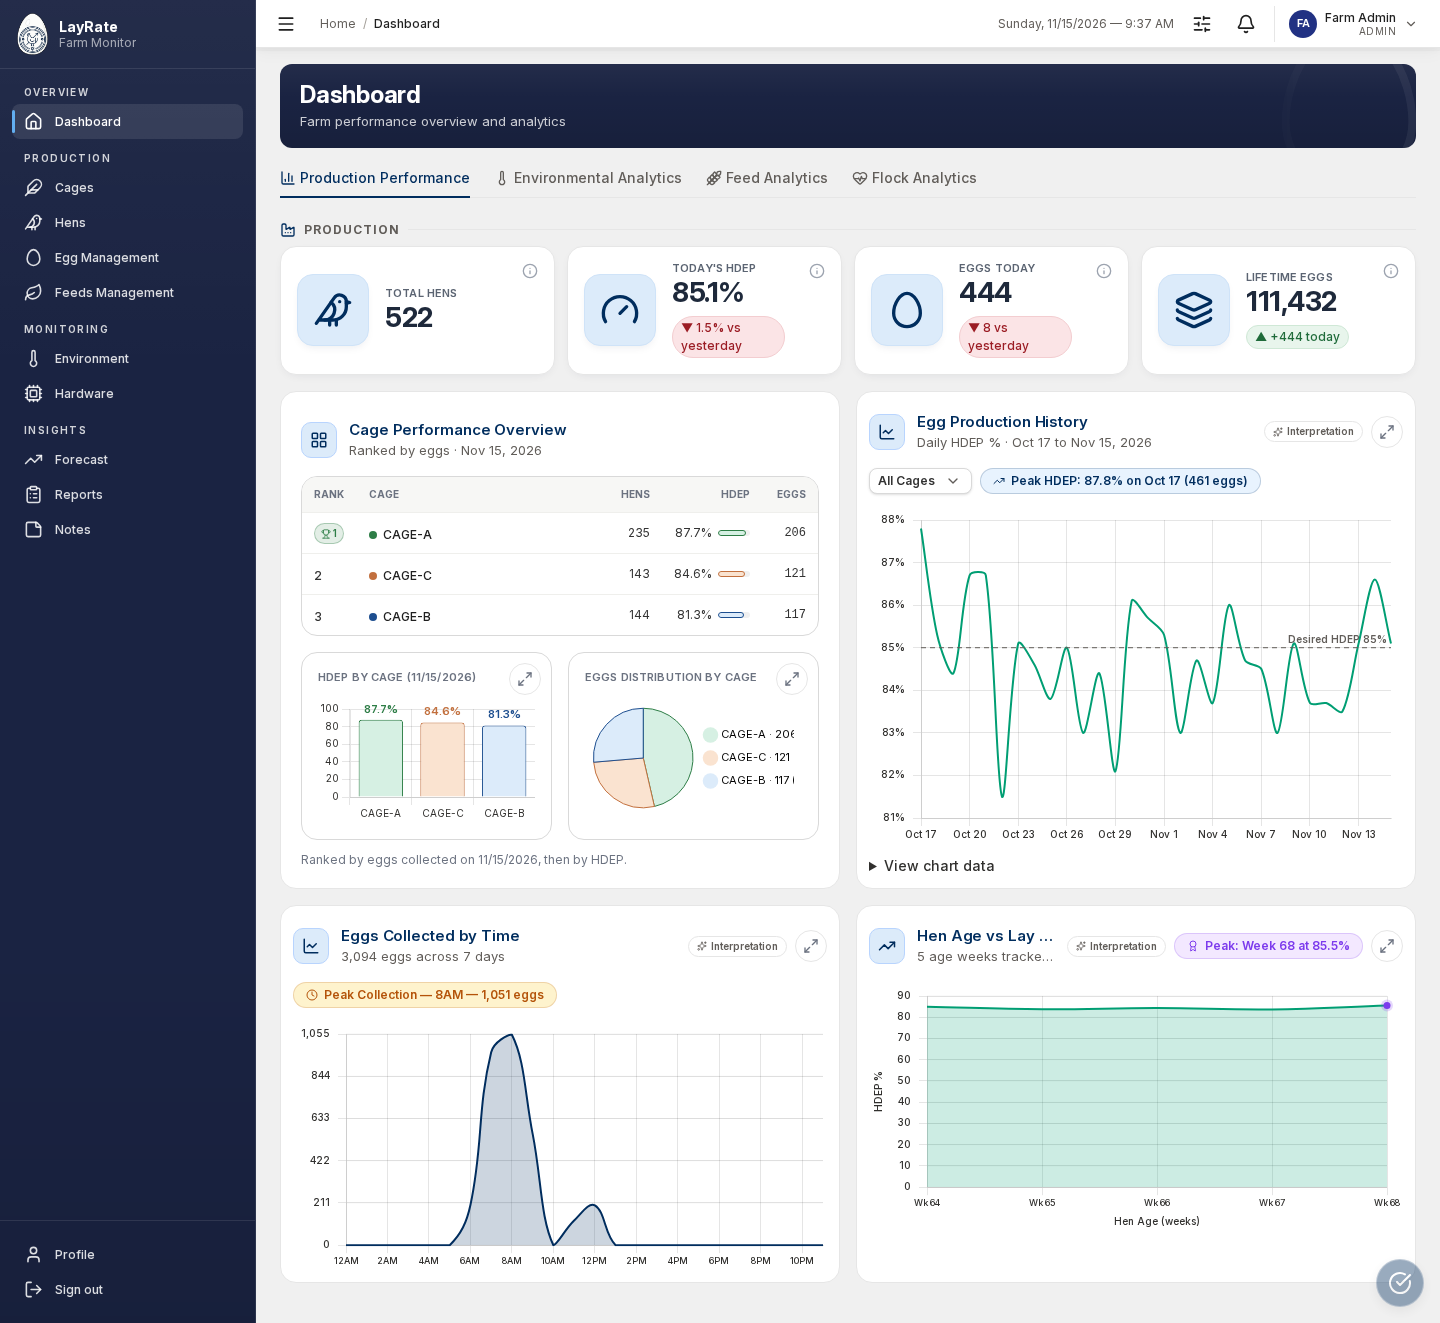 LayRate
Farm Monitor
OVERVIEW
Dashboard
PRODUCTION
Cages
Hens
Egg Management
Feeds Management
MONITORING
Environment
Hardware
INSIGHTS
Forecast
Reports
Notes
Profile
Sign out
Home / Dashboard
Sunday, 11/15/2026 — 9:37 AM
FA
Farm Admin
ADMIN
Dashboard
Farm performance overview and analytics
Production Performance
Environmental Analytics
Feed Analytics
Flock Analytics
PRODUCTION
TOTAL HENS
522
TODAY'S HDEP
85.1%
▼ 1.5% vs
yesterday
EGGS TODAY
444
▼ 8 vs
yesterday
LIFETIME EGGS
111,432
▲ +444 today
Cage Performance Overview
Ranked by eggs · Nov 15, 2026
RANK CAGE HENS HDEP EGGS
1 CAGE-A 235 87.7% 206
2 CAGE-C 143 84.6% 121
3 CAGE-B 144 81.3% 117
HDEP BY CAGE (11/15/2026)
100
80
60
40
20
0
87.7%
84.6%
81.3%
CAGE-A CAGE-C CAGE-B
EGGS DISTRIBUTION BY CAGE
CAGE-A · 206
CAGE-C · 121
CAGE-B · 117 (
Ranked by eggs collected on 11/15/2026, then by HDEP.
Egg Production History
Daily HDEP % · Oct 17 to Nov 15, 2026
Interpretation
All Cages
Peak HDEP: 87.8% on Oct 17 (461 eggs)
88%
87%
86%
85%
84%
83%
82%
81%
Desired HDEP 85%
Oct 17 Oct 20 Oct 23 Oct 26 Oct 29 Nov 1 Nov 4 Nov 7 Nov 10 Nov 13
▶ View chart data
Eggs Collected by Time
3,094 eggs across 7 days
Interpretation
Peak Collection — 8AM — 1,051 eggs
1,055
844
633
422
211
0
12AM 2AM 4AM 6AM 8AM 10AM 12PM 2PM 4PM 6PM 8PM 10PM
Hen Age vs Lay ...
5 age weeks tracke...
Interpretation
Peak: Week 68 at 85.5%
90
80
70
60
50
40
30
20
10
0
HDEP %
Wk64 Wk65 Wk66 Wk67 Wk68
Hen Age (weeks)